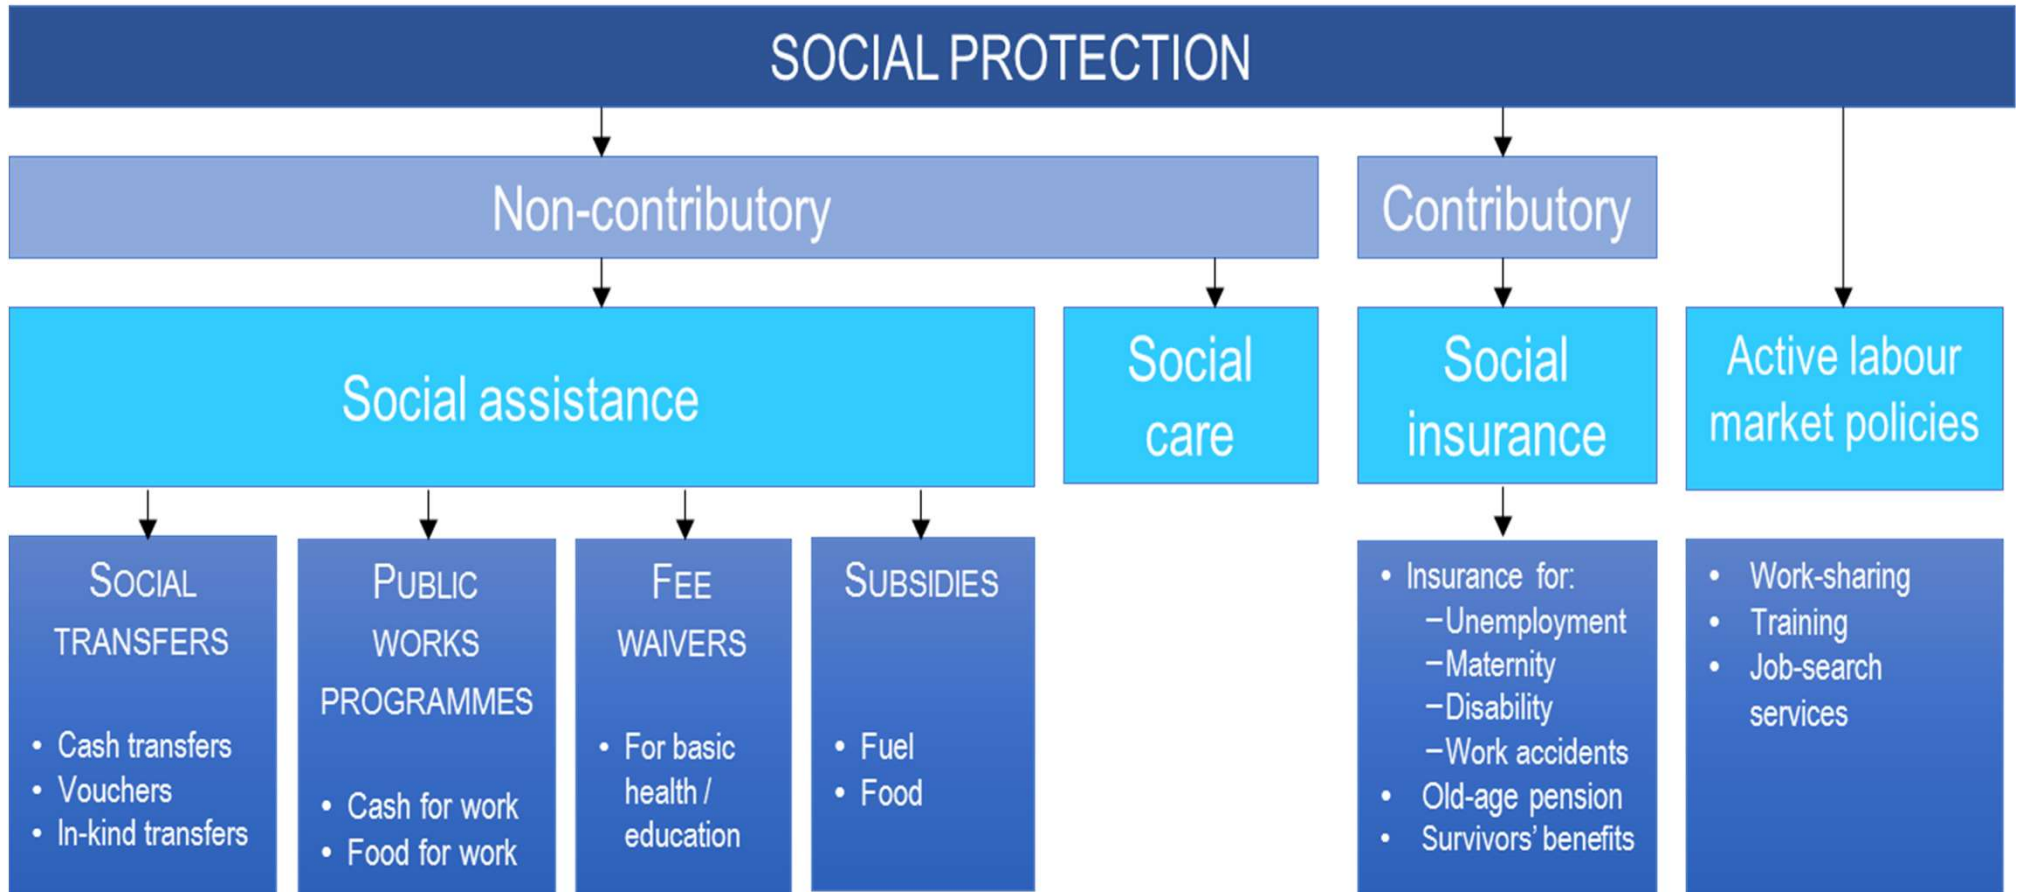 SOCIAL PROTECTION
Non-contributory
Contributory
Social assistance
Social
care
Social
insurance
Active labour
market policies
SOCIAL
TRANSFERS
• Cash transfers
• Vouchers
• In-kind transfers
PUBLIC
WORKS
PROGRAMMES
• Cash for work
• Food for work
FEE
WAIVERS
• For basic
health /
education
SUBSIDIES
• Fuel
• Food
• Insurance for:
–Unemployment
–Maternity
–Disability
–Work accidents
• Old-age pension
• Survivors’ benefits
• Work-sharing
• Training
• Job-search
services